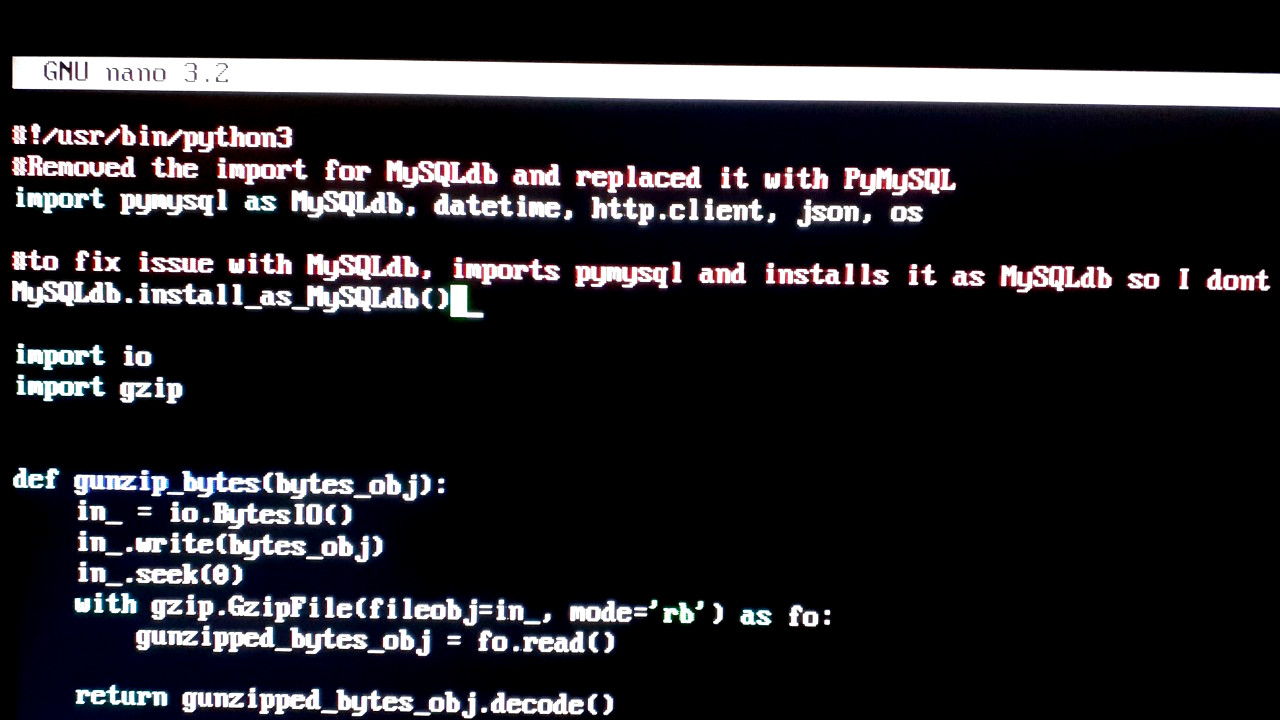 GNU nano 3.2
#!/usr/bin/python3
#Removed the import for MySQLdb and replaced it with PyMySQL
import pymysql as MySQLdb, datetime, http.client, json, os
#to fix issue with MySQLdb, imports pymysql and installs it as MySQLdb so I dont
MySQLdb.install_as_MySQLdb()
import io
import gzip
def gunzip_bytes(bytes_obj):
    in_ = io.BytesIO()
    in_.write(bytes_obj)
    in_.seek(0)
    with gzip.GzipFile(fileobj=in_, mode='rb') as fo:
        gunzipped_bytes_obj = fo.read()
    return gunzipped_bytes_obj.decode()